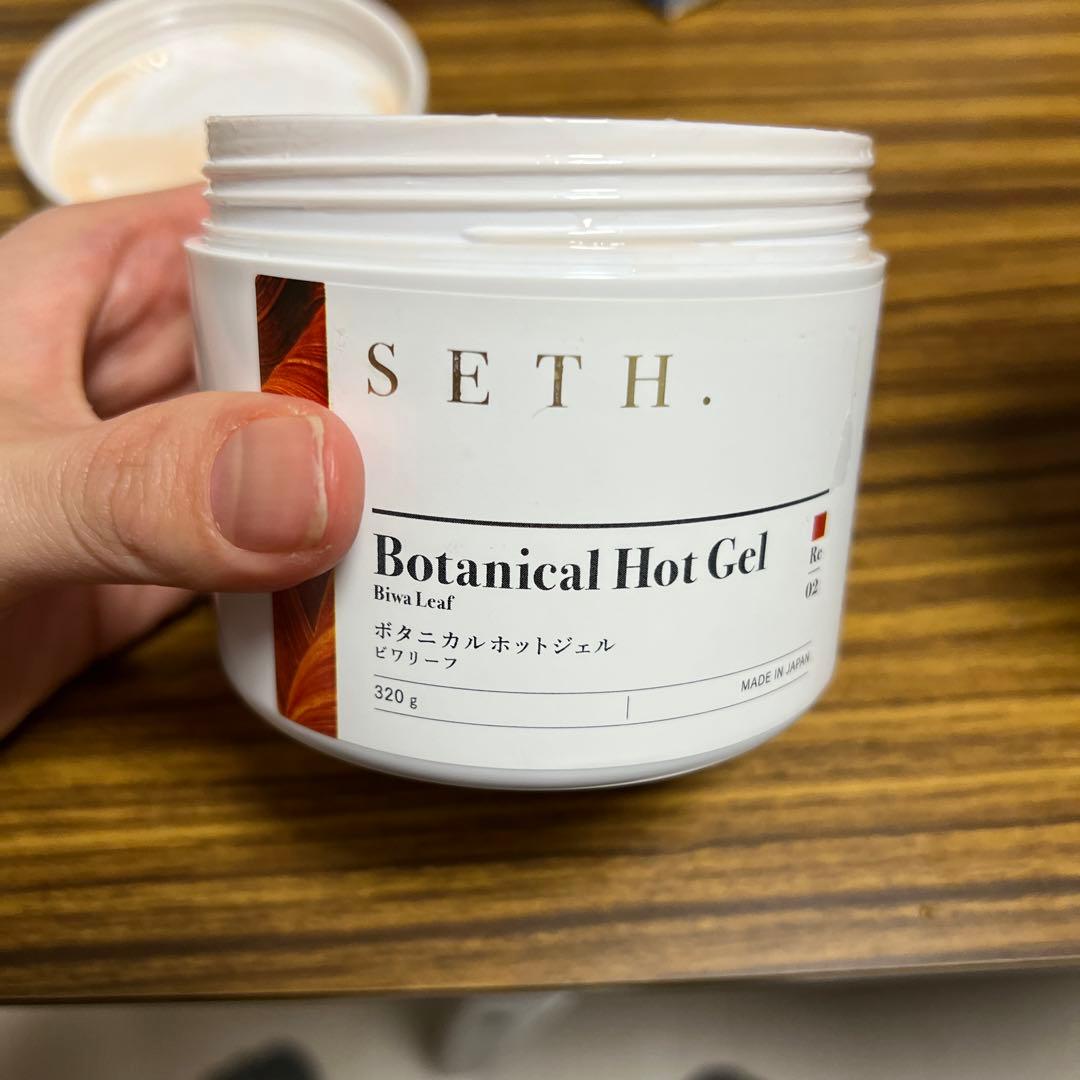 SETH.
Botanical Hot Gel
Biwa Leaf
ボタニカルホットジェル
ビワリーフ
320 g
MADE IN JAPAN
Re
02